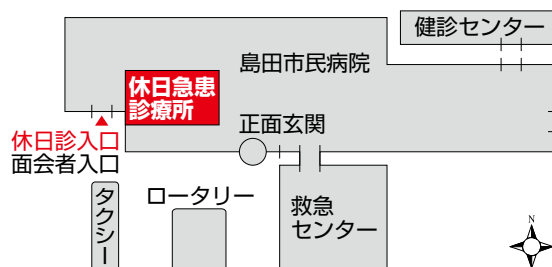 健診センター
島田市民病院
休日急患
診療所
正面玄関
休日診入口
面会者入口
タクシー
ロータリー
救急
センター